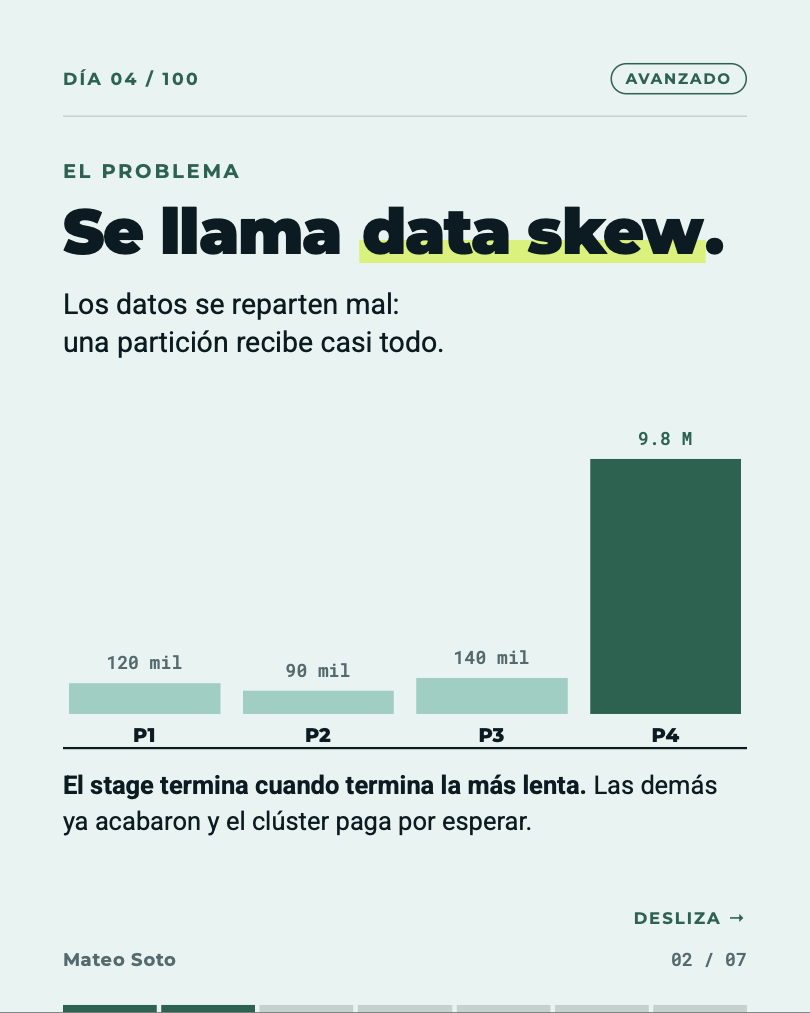 DÍA 04 / 100
AVANZADO
EL PROBLEMA
Se llama data skew.
Los datos se reparten mal:
una partición recibe casi todo.
9.8 M
120 mil
90 mil
140 mil
P1
P2
P3
P4
El stage termina cuando termina la más lenta. Las demás
ya acabaron y el clúster paga por esperar.
DESLIZA →
Mateo Soto
02 / 07